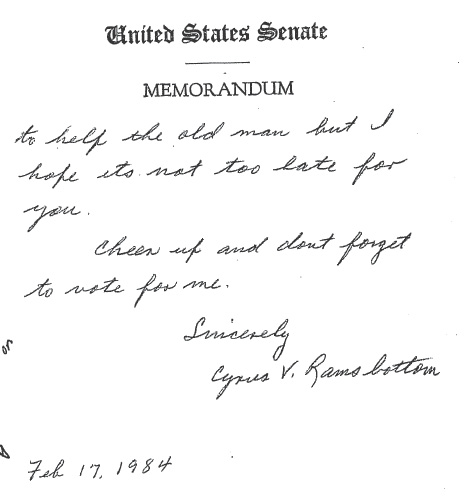 United States Senate
MEMORANDUM
to help the old man but I
hope its not too late for
you.
Cheer up and dont forget
to vote for me.
Sincerely
Cyrus V. Ramsbottom
or
Feb 17, 1984